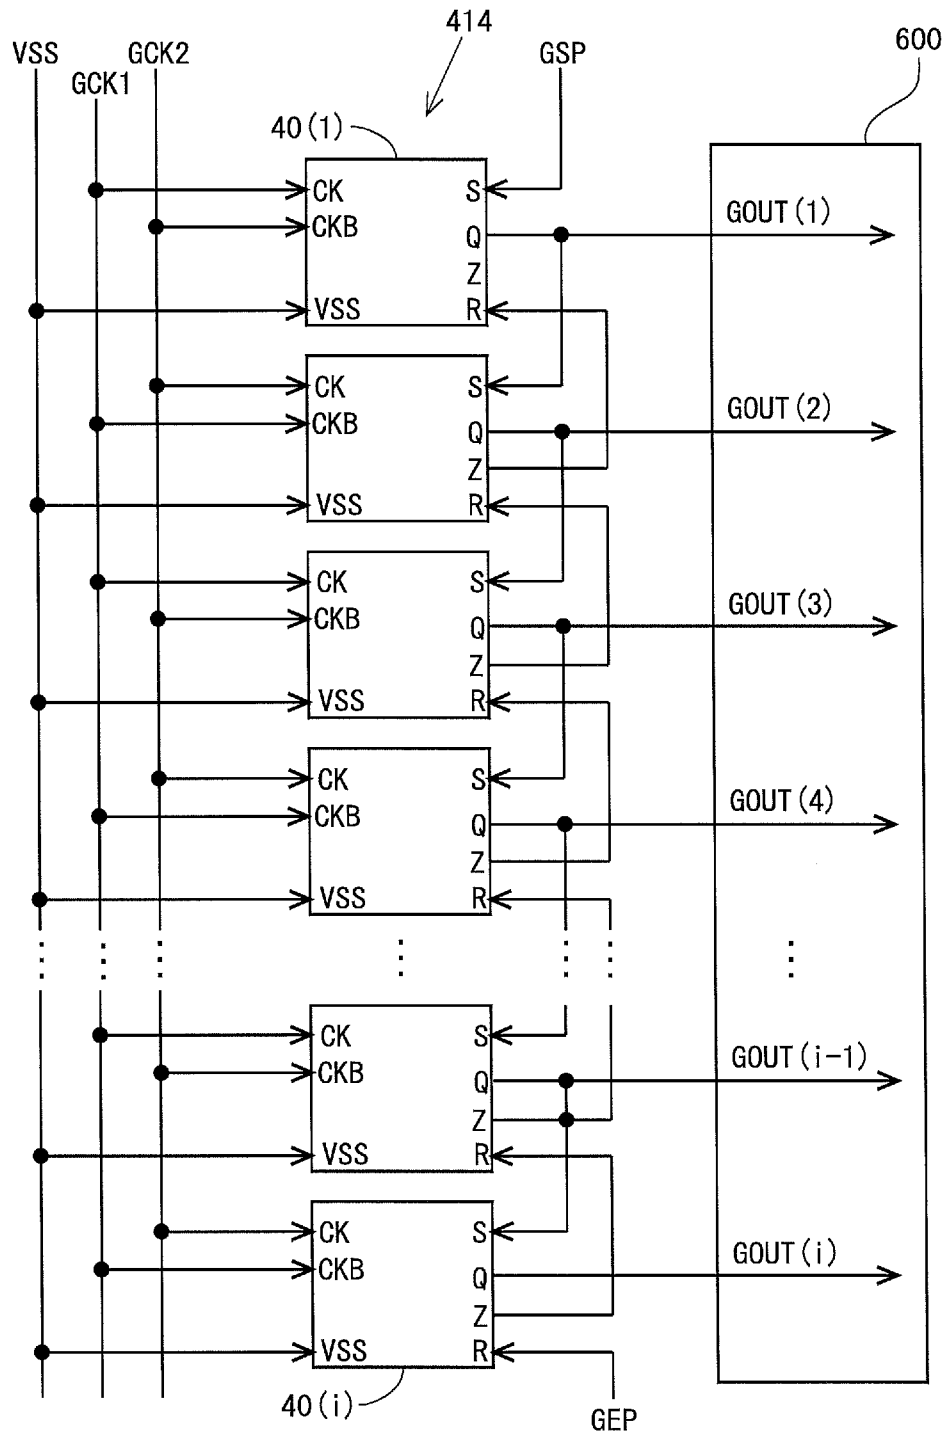 414
600
VSS
GCK2
GSP
GCK1
40(1)
CK
S
GOUT(1)
CKB
Q
Z
VSS
R
CK
S
GOUT(2)
CKB
Q
Z
VSS
R
CK
S
GOUT(3)
CKB
Q
Z
VSS
R
CK
S
GOUT(4)
CKB
Q
Z
VSS
R
CK
S
GOUT(i-1)
CKB
Q
Z
VSS
R
CK
S
GOUT(i)
CKB
Q
Z
VSS
R
40(i)
GEP